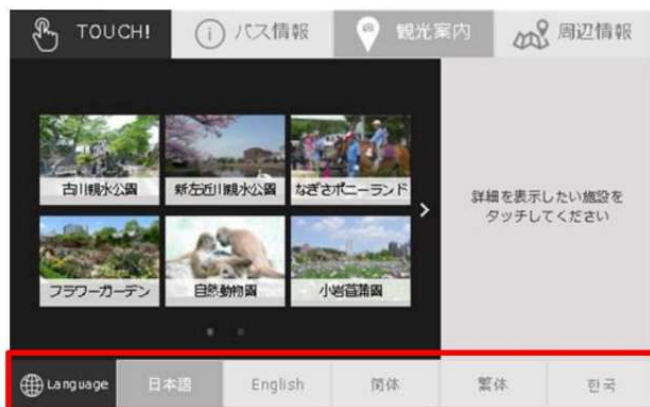 TOUCH!
バス情報
観光案内
周辺情報
古川親水公園
新左近川親水公園
なぎさポニーランド
詳細を表示したい施設を
タッチしてください
フラワーガーデン
自然動物園
小岩菖蒲園
Language
日本語
English
简体
繁体
한국